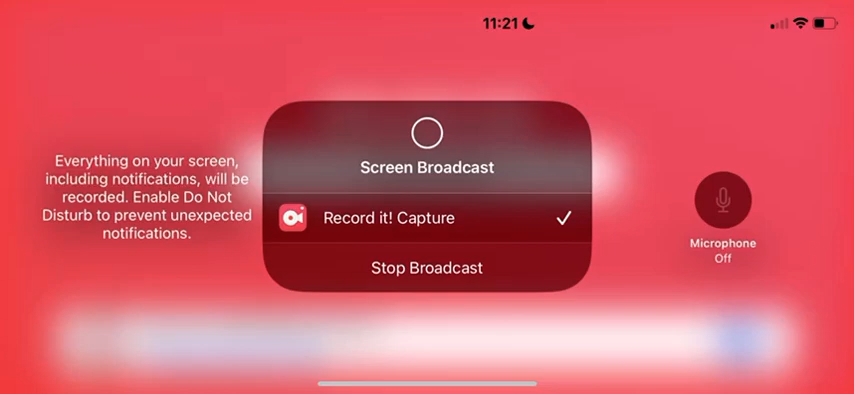 11:21
Everything on your screen,
including notifications, will be
recorded. Enable Do Not
Disturb to prevent unexpected
notifications.
Screen Broadcast
Record it! Capture
Stop Broadcast
Microphone
Off